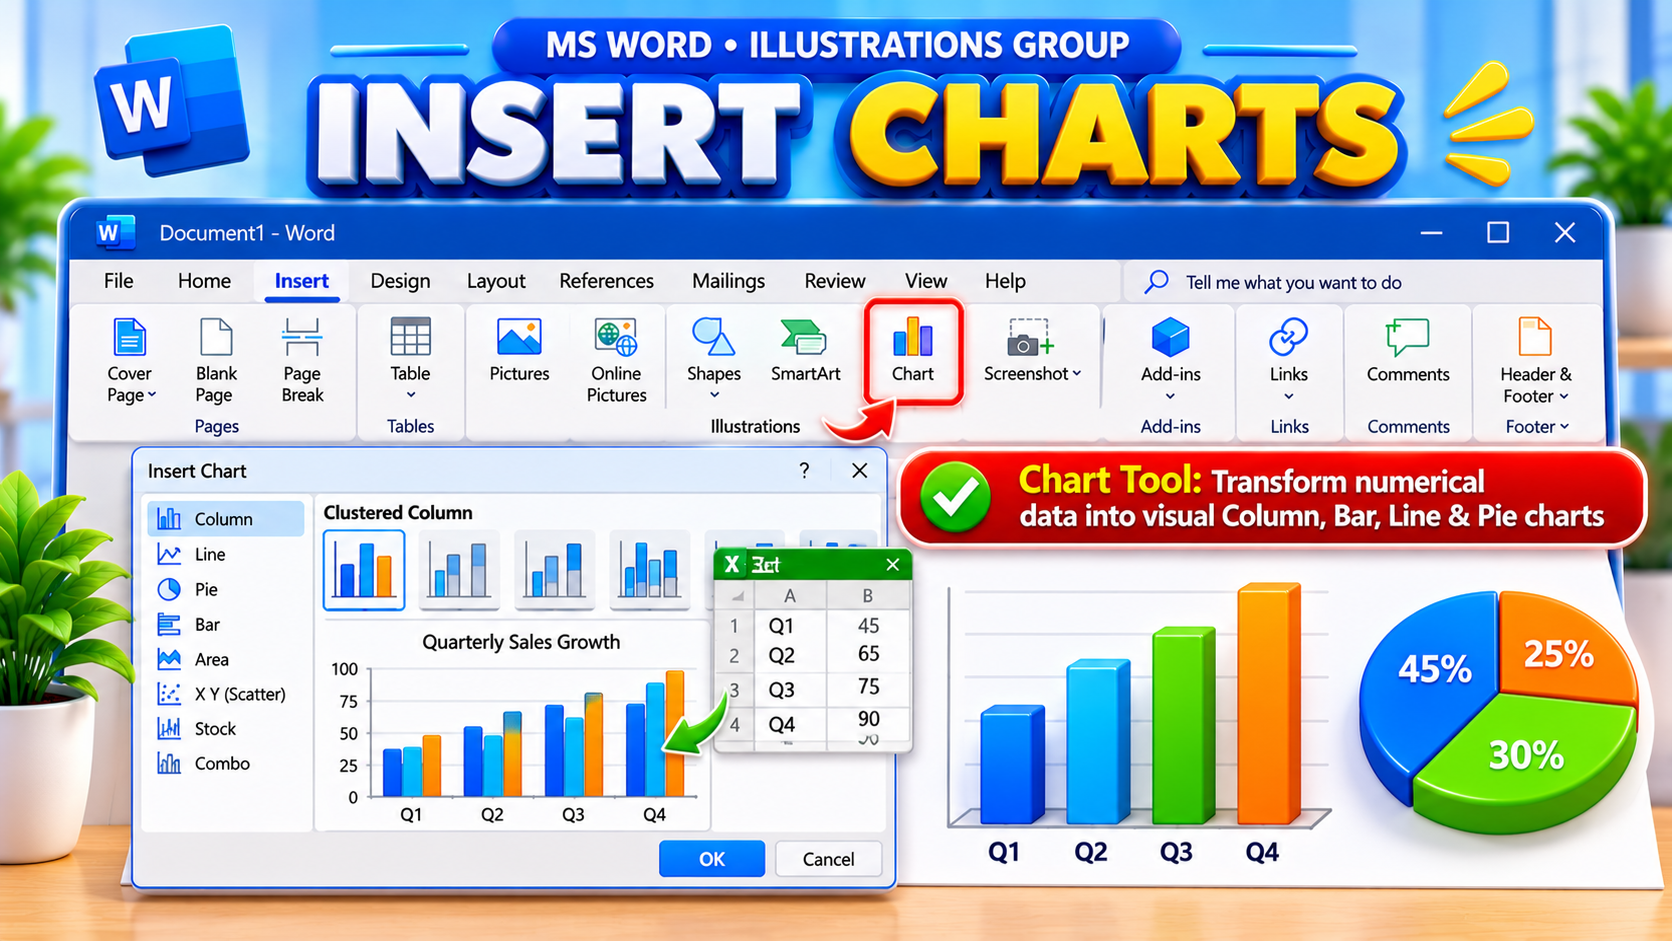 MS WORD • ILLUSTRATIONS GROUP
INSERT CHARTS
W
W
Document1 - Word
File Home Insert Design Layout References Mailings Review View Help
Tell me what you want to do
Cover Page
Blank Page
Page Break
Pages
Table
Tables
Pictures
Online Pictures
Shapes
SmartArt
Chart
Screenshot
Illustrations
Add-ins
Add-ins
Links
Links
Comments
Comments
Header & Footer
Footer
Chart Tool: Transform numerical
data into visual Column, Bar, Line & Pie charts
Insert Chart
?
Column
Line
Pie
Bar
Area
X Y (Scatter)
Stock
Combo
Clustered Column
Quarterly Sales Growth
100
75
50
25
0
Q1 Q2 Q3 Q4
X
A B
1 Q1 45
2 Q2 65
3 Q3 75
4 Q4 90
OK
Cancel
Q1 Q2 Q3 Q4
45%
25%
30%